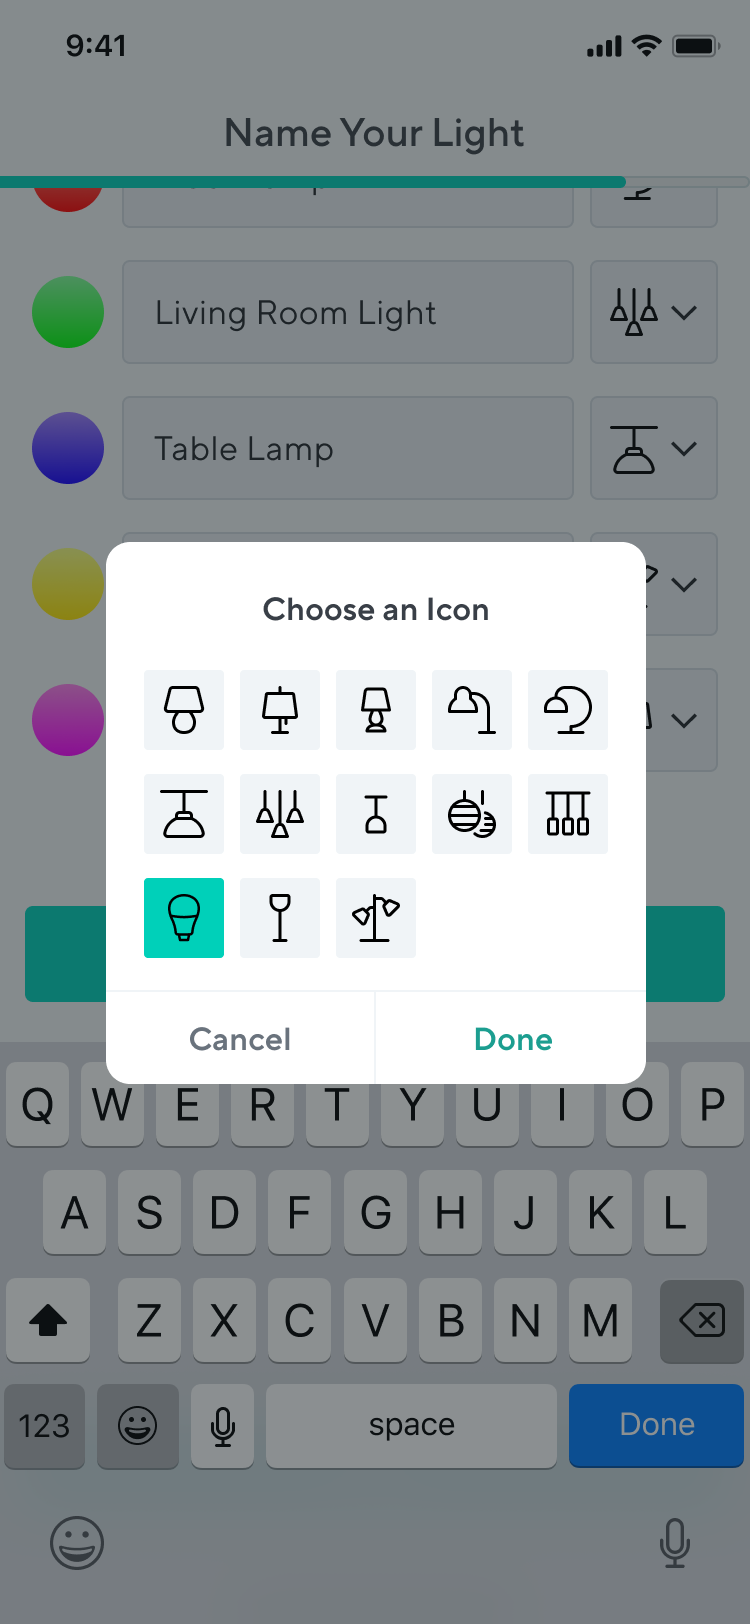 9:41
Name Your Light
Living Room Light
Table Lamp
Choose an Icon
Cancel
Done
Q W E R T Y U I O P
A S D F G H J K L
Z X C V B N M
123
space
Done